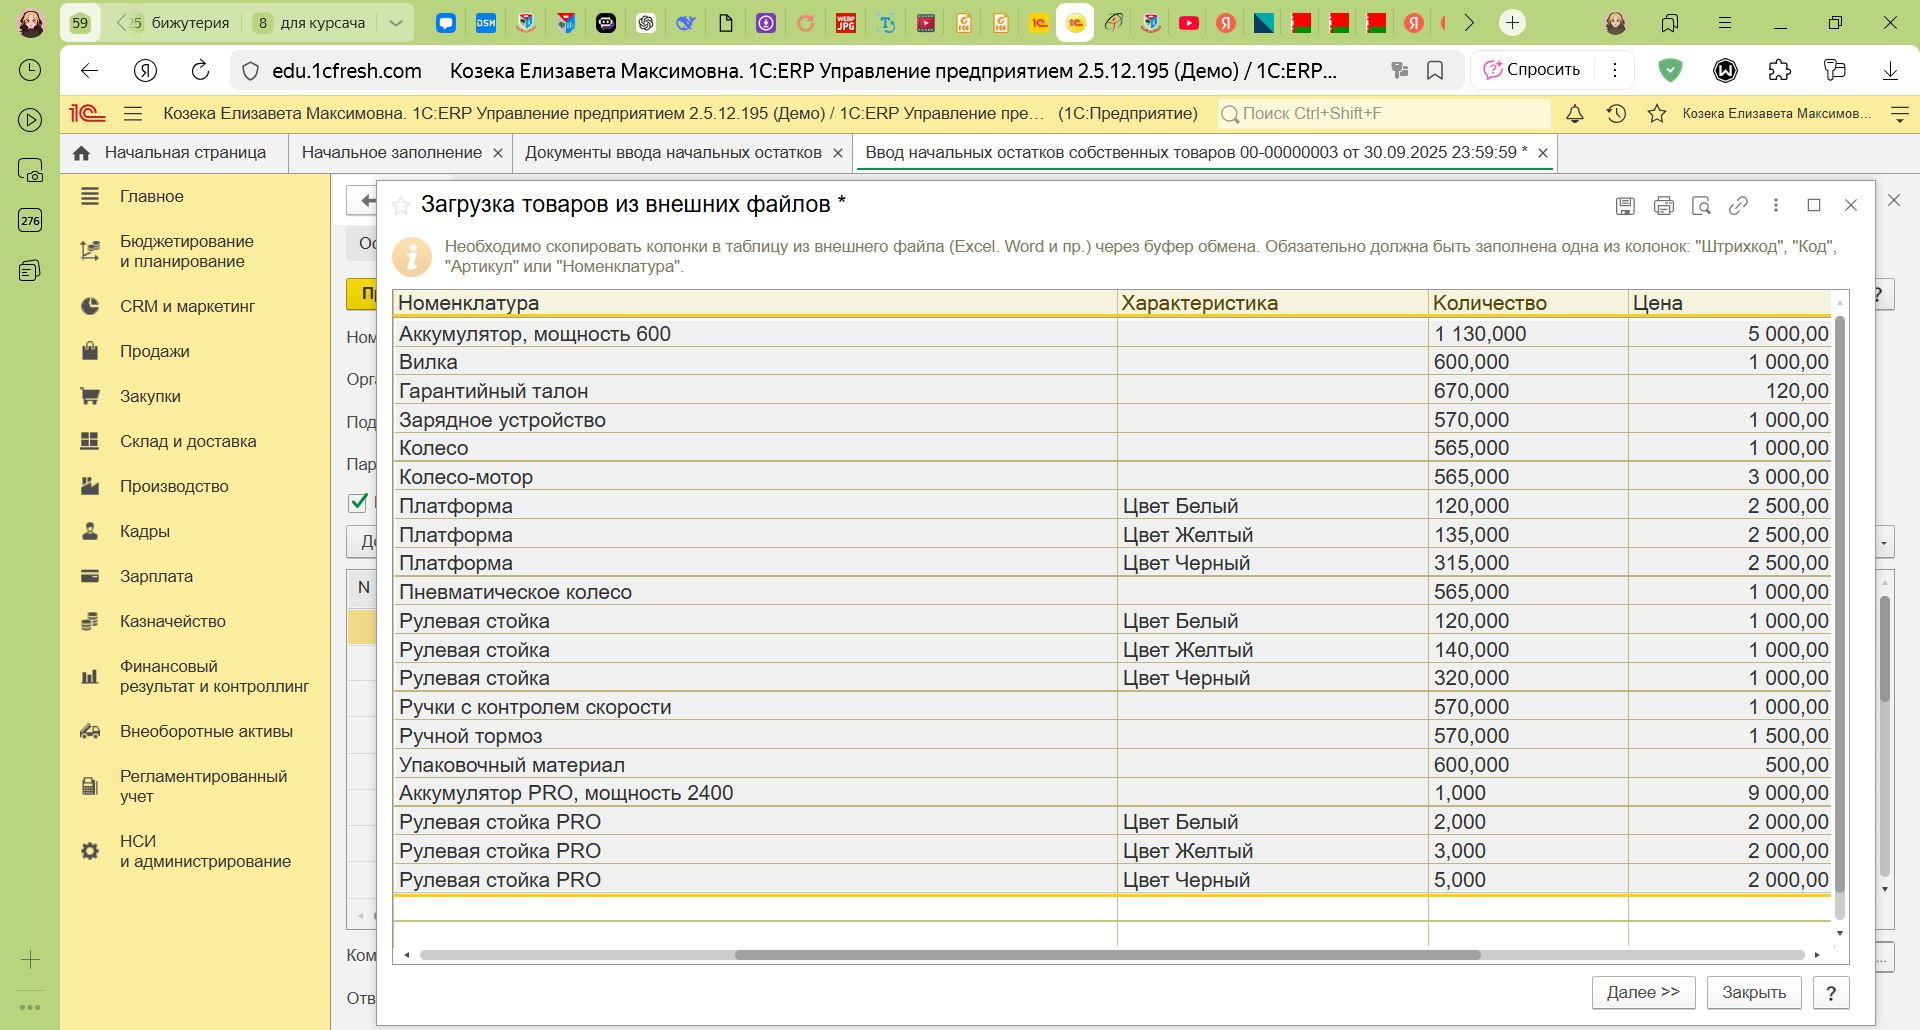 59
25 бижутерия
8 для курсача
edu.1cfresh.com Козека Елизавета Максимовна. 1С:ERP Управление предприятием 2.5.12.195 (Демо) / 1С:ERP...
Спросить
Козека Елизавета Максимовна. 1С:ERP Управление предприятием 2.5.12.195 (Демо) / 1С:ERP Управление пре... (1С:Предприятие)
Поиск Ctrl+Shift+F
Козека Елизавета Максимов...
Начальная страница
Начальное заполнение
Документы ввода начальных остатков
Ввод начальных остатков собственных товаров 00-00000003 от 30.09.2025 23:59:59 *
276
Главное
Бюджетирование
и планирование
CRM и маркетинг
Продажи
Закупки
Склад и доставка
Производство
Кадры
Зарплата
Казначейство
Финансовый
результат и контроллинг
Внеоборотные активы
Регламентированный
учет
НСИ
и администрирование
Ос
П
Ном
Орг
Под
Пар
Д
N
Ком
Отв
Загрузка товаров из внешних файлов *
Необходимо скопировать колонки в таблицу из внешнего файла (Excel. Word и пр.) через буфер обмена. Обязательно должна быть заполнена одна из колонок: "Штрихкод", "Код",
"Артикул" или "Номенклатура".
Номенклатура Характеристика Количество Цена
Аккумулятор, мощность 600 1 130,000 5 000,00
Вилка 600,000 1 000,00
Гарантийный талон 670,000 120,00
Зарядное устройство 570,000 1 000,00
Колесо 565,000 1 000,00
Колесо-мотор 565,000 3 000,00
Платформа Цвет Белый 120,000 2 500,00
Платформа Цвет Желтый 135,000 2 500,00
Платформа Цвет Черный 315,000 2 500,00
Пневматическое колесо 565,000 1 000,00
Рулевая стойка Цвет Белый 120,000 1 000,00
Рулевая стойка Цвет Желтый 140,000 1 000,00
Рулевая стойка Цвет Черный 320,000 1 000,00
Ручки с контролем скорости 570,000 1 000,00
Ручной тормоз 570,000 1 500,00
Упаковочный материал 600,000 500,00
Аккумулятор PRO, мощность 2400 1,000 9 000,00
Рулевая стойка PRO Цвет Белый 2,000 2 000,00
Рулевая стойка PRO Цвет Желтый 3,000 2 000,00
Рулевая стойка PRO Цвет Черный 5,000 2 000,00
Далее >>
Закрыть
?